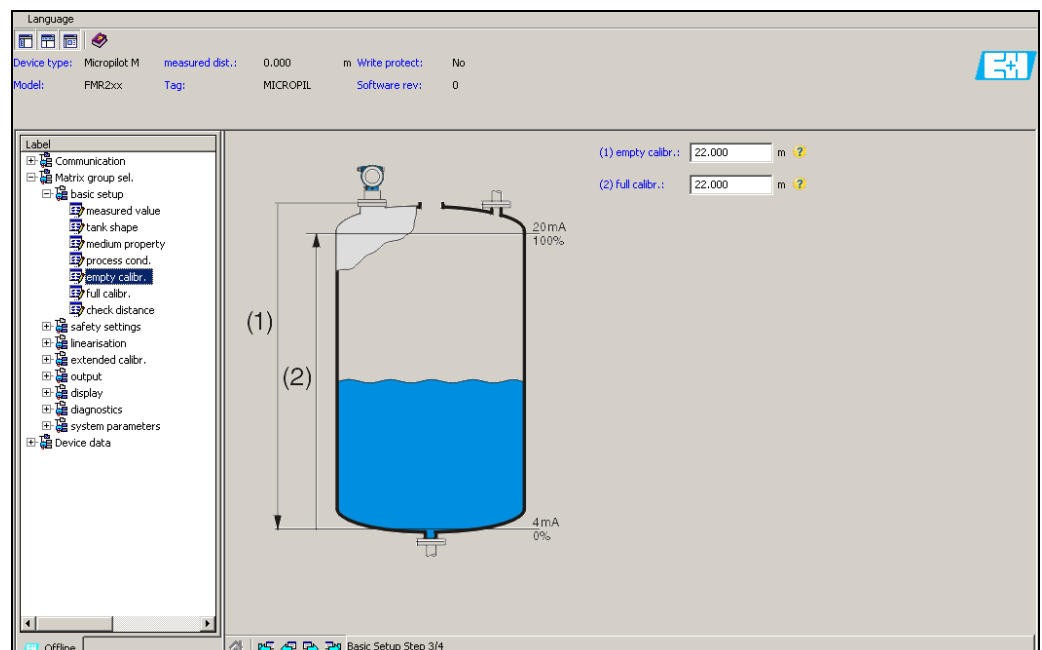 Language
Device type: Micropilot M measured dist.: 0.000 m Write protect: No
Model: FMR2xx Tag: MICROPIL Software rev: 0
E+H
Label
Communication
Matrix group sel.
basic setup
measured value
tank shape
medium property
process cond.
empty calibr.
full calibr.
check distance
safety settings
linearisation
extended calibr.
output
display
diagnostics
system parameters
Device data
(1) empty calibr.: 22.000 m ?
(2) full calibr.: 22.000 m ?
20mA
100%
(1)
(2)
4mA
0%
Offline
Basic Setup Step 3/4